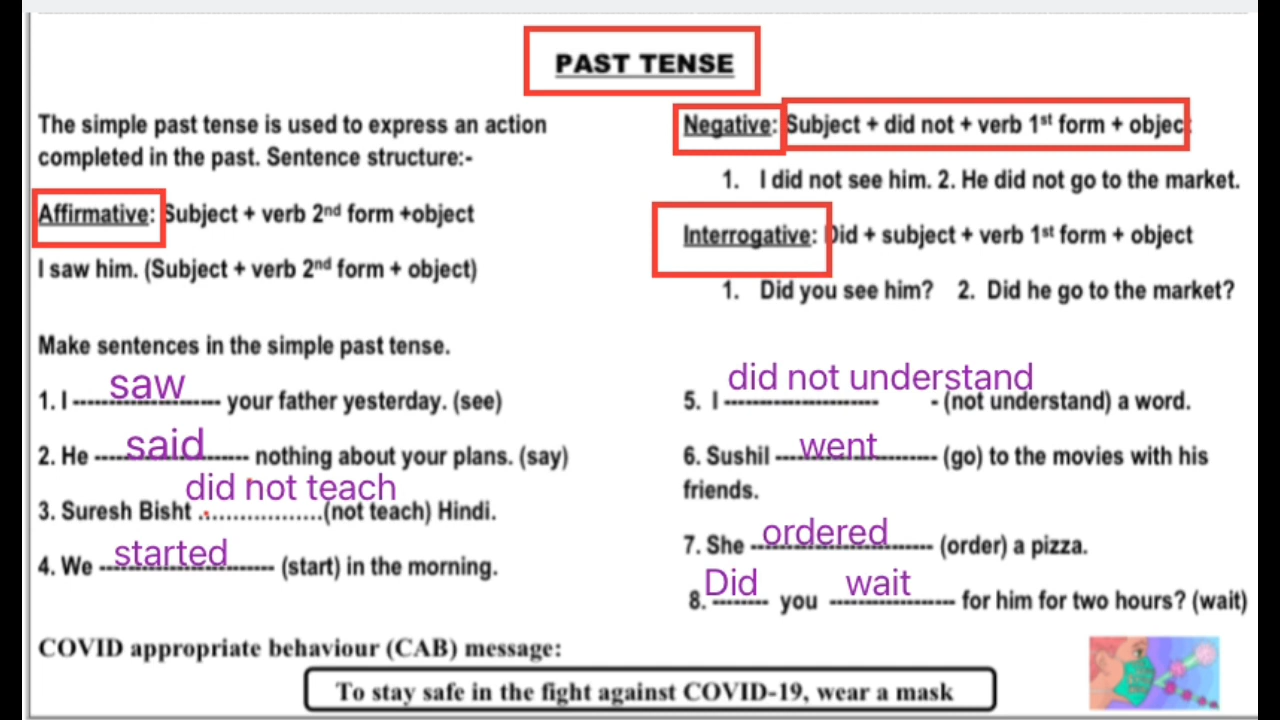 PAST TENSE
The simple past tense is used to express an action
completed in the past. Sentence structure:-
Affirmative: Subject + verb 2nd form +object
I saw him. (Subject + verb 2nd form + object)
Negative: Subject + did not + verb 1st form + object
1. I did not see him. 2. He did not go to the market.
Interrogative: Did + subject + verb 1st form + object
1. Did you see him? 2. Did he go to the market?
Make sentences in the simple past tense.
1. I ---------saw--------- your father yesterday. (see)
2. He -------said------- nothing about your plans. (say)
did not teach
3. Suresh Bisht ...................(not teach) Hindi.
4. We ------started------ (start) in the morning.
did not understand
5. I ---------------------- - (not understand) a word.
6. Sushil ----went---- (go) to the movies with his
friends.
7. She ----ordered---- (order) a pizza.
8. Did you wait for him for two hours? (wait)
COVID appropriate behaviour (CAB) message:
To stay safe in the fight against COVID-19, wear a mask